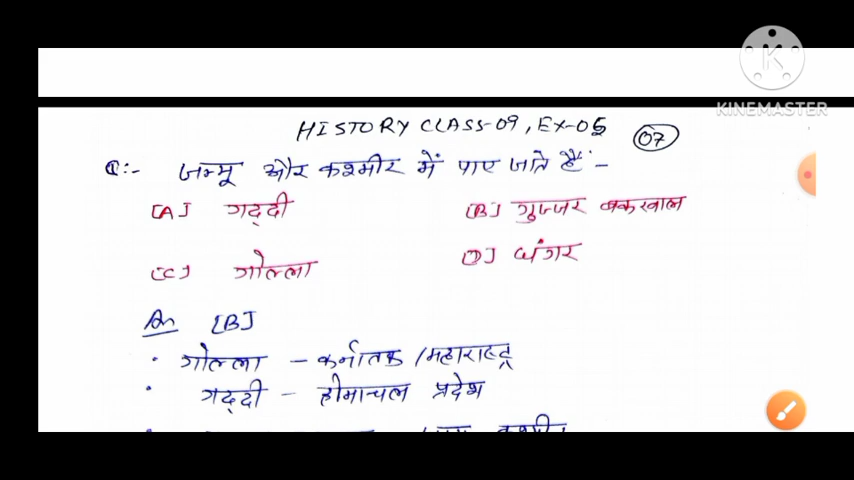 KINEMASTER
HISTORY CLASS-09, EX-05 07
Q:- जम्मू और कश्मीर में पाए जाते हैं -
[A] गद्दी [B] गुज्जर बकरवाल
[C] गोल्ला [D] धंगर
Ans [B]
· गोल्ला - कर्नाटक/महाराष्ट्र
· गद्दी - हीमाचल प्रदेश